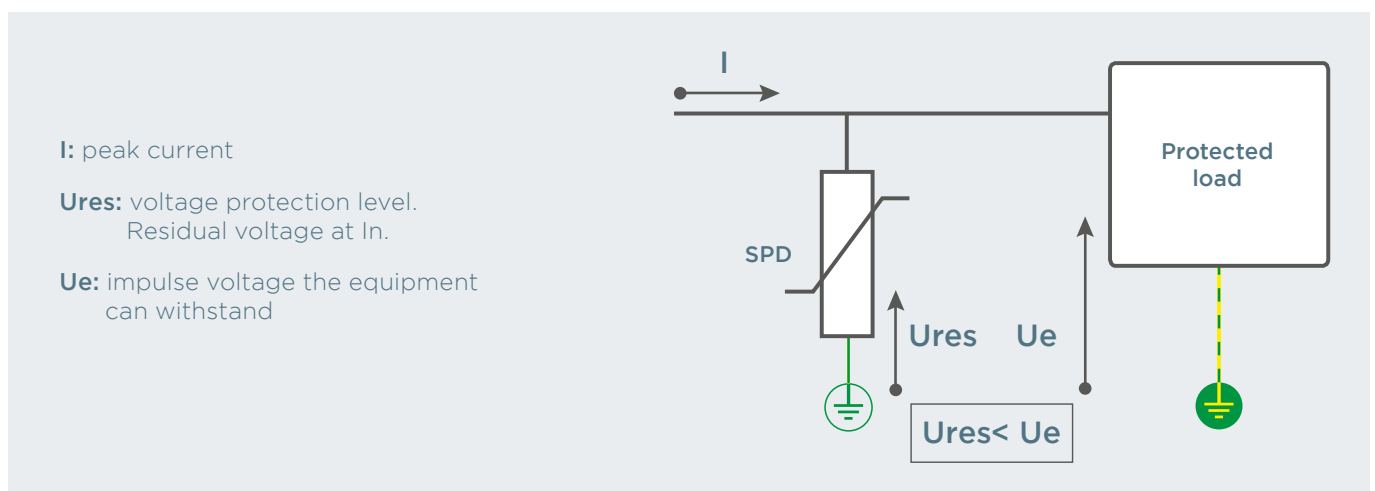 I: peak current
Ures: voltage protection level.
Residual voltage at In.
Ue: impulse voltage the equipment
can withstand
I
Protected
load
SPD
Ures
Ue
Ures< Ue